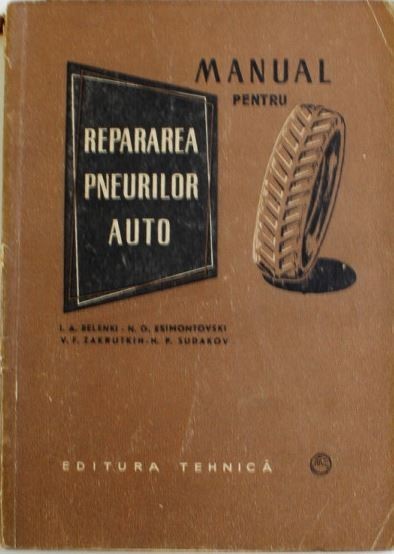 MANUAL
PENTRU
REPARAREA
PNEURILOR
AUTO
I. A. BELENKI - N. O. ESIMONTOVSKI
V. F. ZAKRUTKIN - N. P. SUDAKOV
EDITURA TEHNICĂ